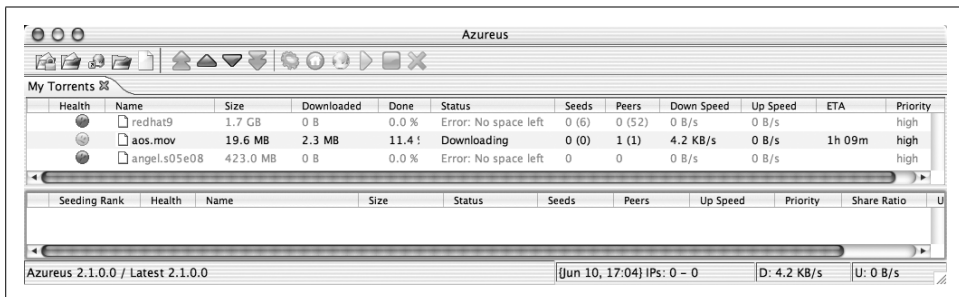 Azureus
My Torrents
Health Name Size Downloaded Done Status Seeds Peers Down Speed Up Speed ETA Priority
redhat9 1.7 GB 0 B 0.0 % Error: No space left 0 (6) 0 (52) 0 B/s 0 B/s high
aos.mov 19.6 MB 2.3 MB 11.4 Downloading 0 (0) 1 (1) 4.2 KB/s 0 B/s 1h 09m high
angel.s05e08 423.0 MB 0 B 0.0 % Error: No space left 0 0 0 B/s 0 B/s high
Seeding Rank Health Name Size Status Seeds Peers Up Speed Priority Share Ratio U
Azureus 2.1.0.0 / Latest 2.1.0.0 {Jun 10, 17:04} IPs: 0 - 0 D: 4.2 KB/s U: 0 B/s